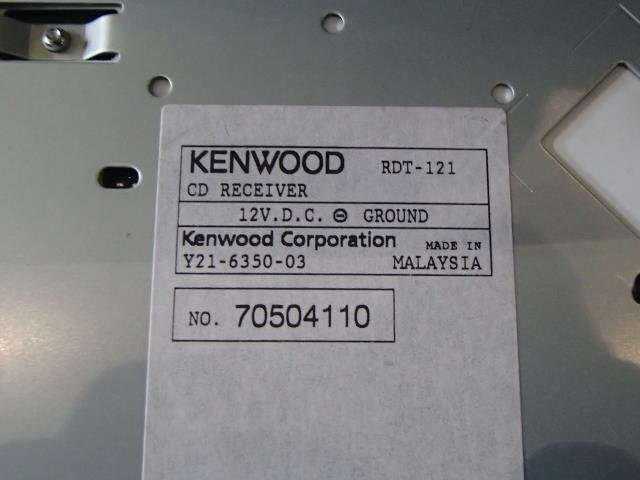 KENWOOD RDT-121
CD RECEIVER
12V.D.C. ⊖ GROUND
Kenwood Corporation MADE IN
Y21-6350-03 MALAYSIA
NO. 70504110